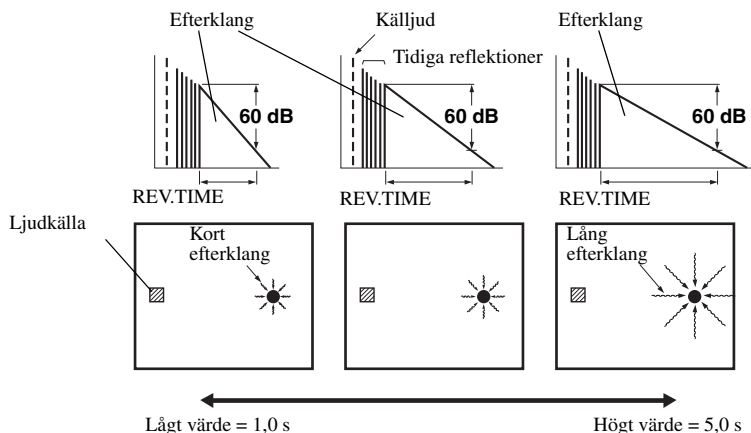 Efterklang
Källjud
Efterklang
Tidiga reflektioner
60 dB
60 dB
60 dB
REV.TIME
REV.TIME
REV.TIME
Ljudkälla
Kort
efterklang
Lång
efterklang
Lågt värde = 1,0 s
Högt värde = 5,0 s